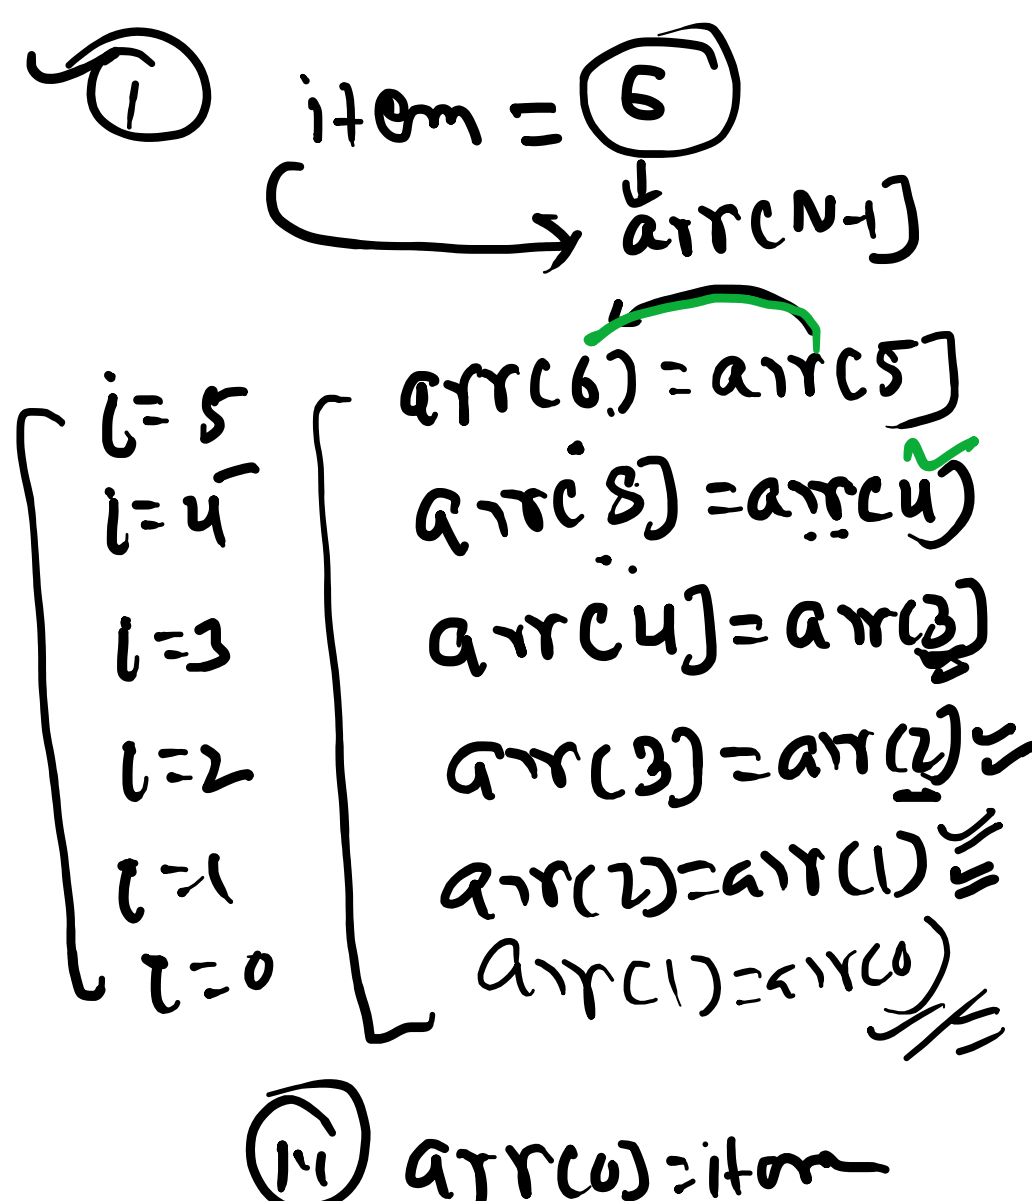 1 item = 6
arr[N-1]
i = 5 arr(6) = arr[5]
i = 4 arr[5] = arr(4)
i = 3 arr[4] = arr(3]
i = 2 arr(3] = arr(2)
i = 1 arr(2) = arr(1)
i = 0 arr(1) = arr(0)
arr(0] = item